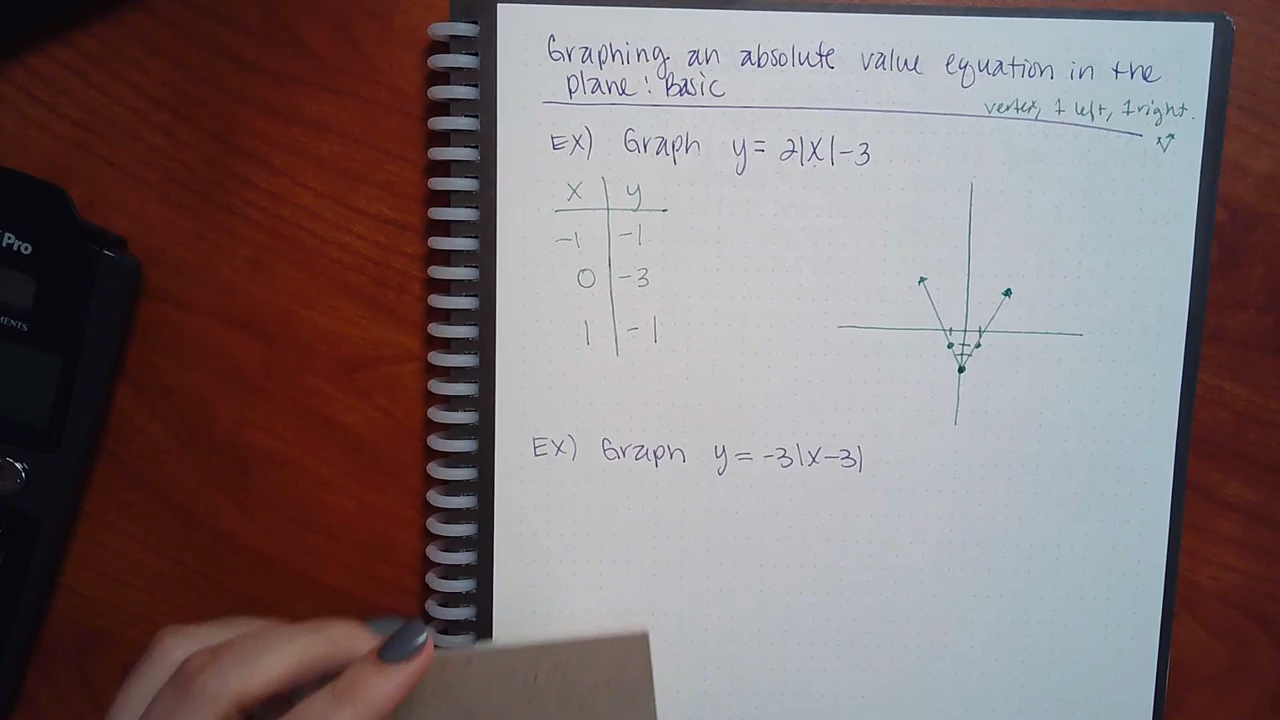 Graphing an absolute value equation in the
plane: Basic
vertex, 1 left, 1 right.
EX) Graph y = 2|x|-3
x y
-1 -1
0 -3
1 -1
EX) Graph y = -3|x-3|
Pro